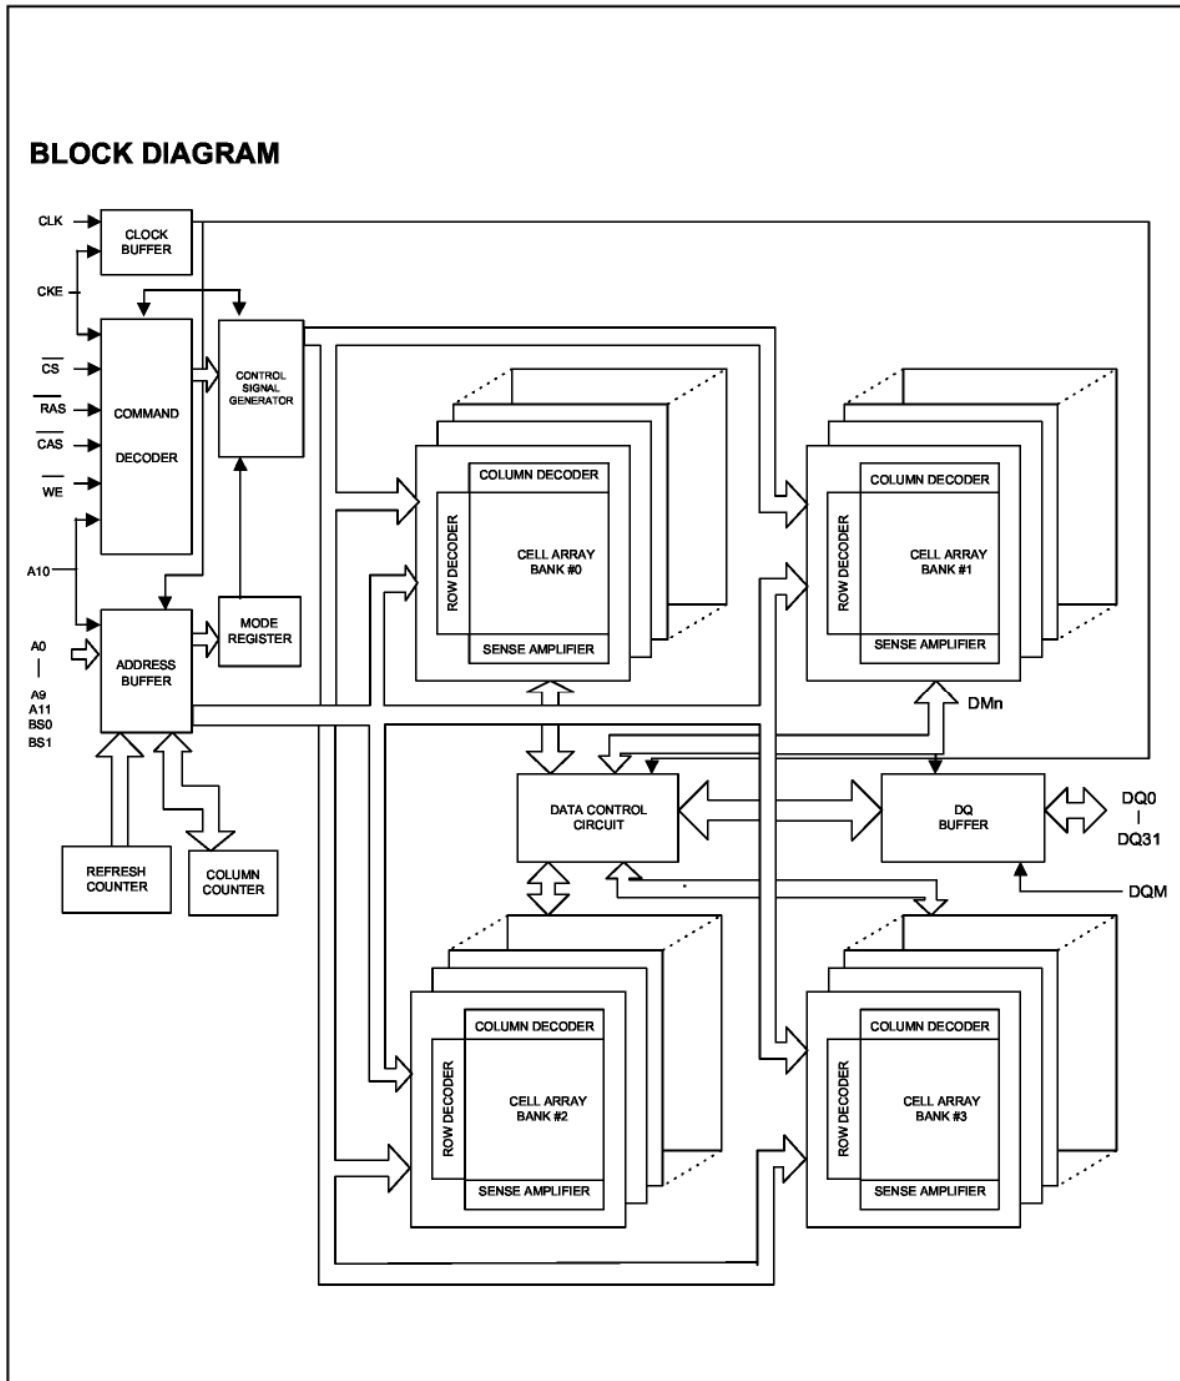 BLOCK DIAGRAM
CLK
CLOCK
BUFFER
CKE
CS
RAS
CAS
WE
COMMAND
DECODER
CONTROL
SIGNAL
GENERATOR
A10
A0
A9
A11
BS0
BS1
ADDRESS
BUFFER
MODE
REGISTER
REFRESH
COUNTER
COLUMN
COUNTER
COLUMN DECODER
ROW DECODER
CELL ARRAY
BANK #0
SENSE AMPLIFIER
COLUMN DECODER
ROW DECODER
CELL ARRAY
BANK #1
SENSE AMPLIFIER
DMn
DATA CONTROL
CIRCUIT
DQ
BUFFER
DQ0
DQ31
DQM
COLUMN DECODER
ROW DECODER
CELL ARRAY
BANK #2
SENSE AMPLIFIER
COLUMN DECODER
ROW DECODER
CELL ARRAY
BANK #3
SENSE AMPLIFIER